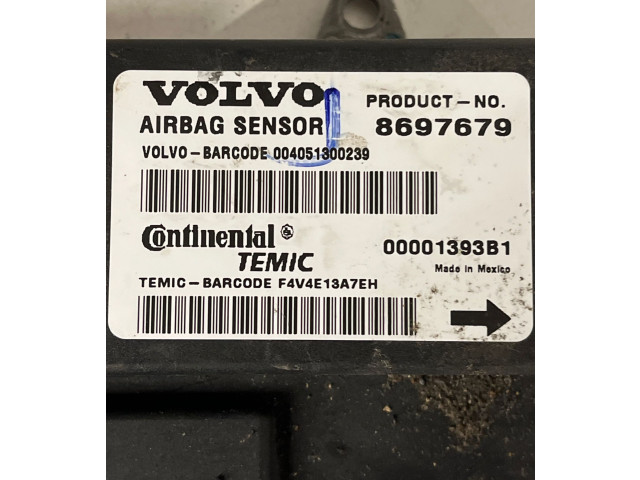 VOLVO PRODUCT-NO.
AIRBAG SENSOR 8697679
VOLVO-BARCODE 004051300239
Continental TEMIC 00001393B1
Made in Mexico
TEMIC-BARCODE F4V4E13A7EH